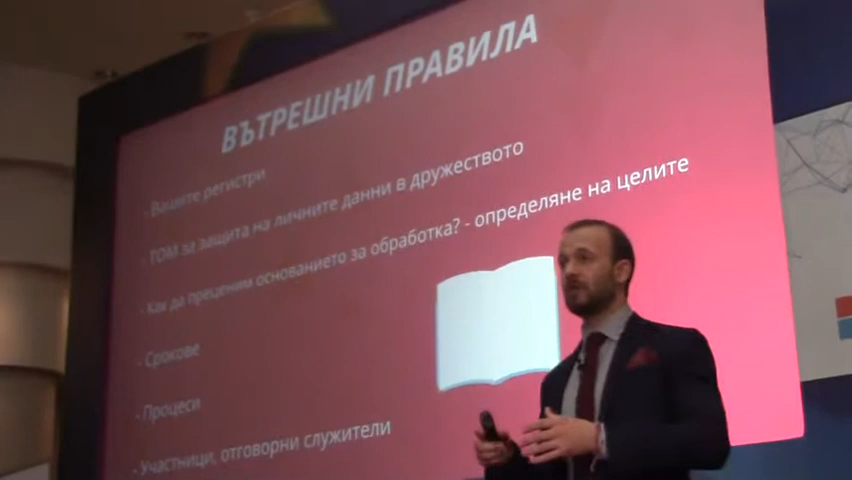 ВЪТРЕШНИ ПРАВИЛА
- Вашите регистри
- ТОМ за защита на личните данни в дружеството
- Как да преценим основанието за обработка? - определяне на целите
- Срокове
- Процеси
- Участници, отговорни служители